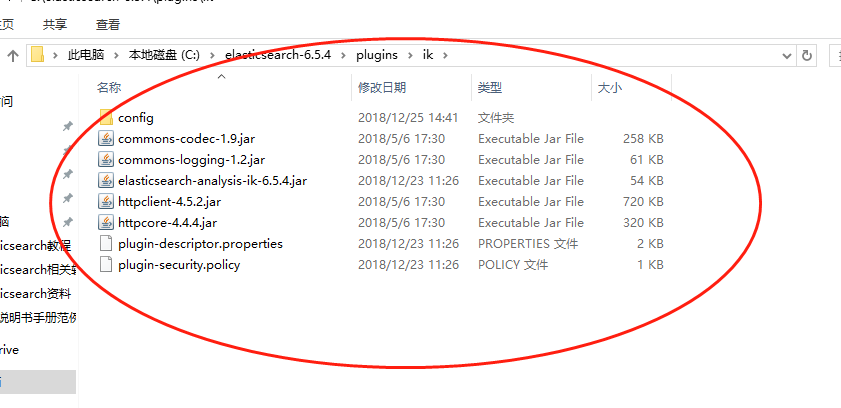 共享 查看
此电脑 > 本地磁盘 (C:) > elasticsearch-6.5.4 > plugins > ik >
名称 修改日期 类型 大小
config 2018/12/25 14:41 文件夹
commons-codec-1.9.jar 2018/5/6 17:30 Executable Jar File 258 KB
commons-logging-1.2.jar 2018/5/6 17:30 Executable Jar File 61 KB
elasticsearch-analysis-ik-6.5.4.jar 2018/12/23 11:26 Executable Jar File 54 KB
httpclient-4.5.2.jar 2018/5/6 17:30 Executable Jar File 720 KB
httpcore-4.4.4.jar 2018/5/6 17:30 Executable Jar File 320 KB
plugin-descriptor.properties 2018/12/23 11:26 PROPERTIES 文件 2 KB
plugin-security.policy 2018/12/23 11:26 POLICY 文件 1 KB
问
脑
icsearch教程
icsearch相关
icsearch资料
说明书手册范例
rive